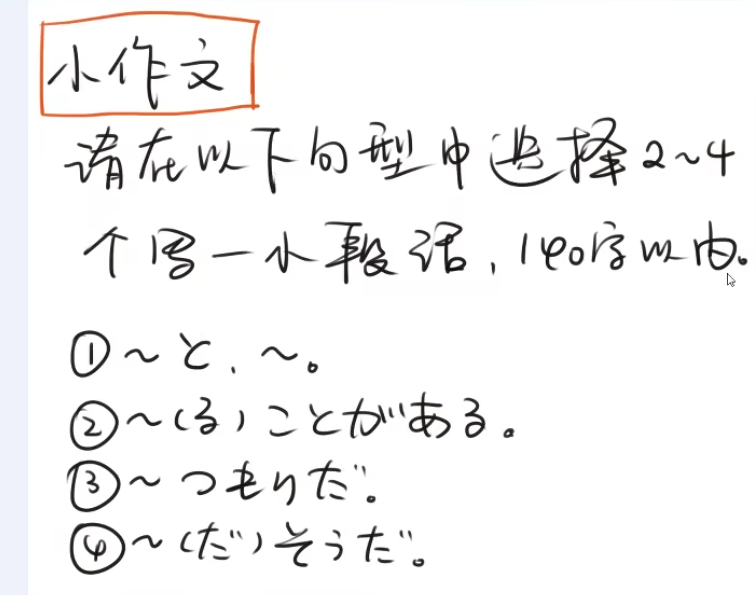 小作文
请在以下句型中选择2~4
个写一小段话,140字以内。
①~と、~。
②~(る)ことがある。
③~つもりだ。
④~(だ)そうだ。